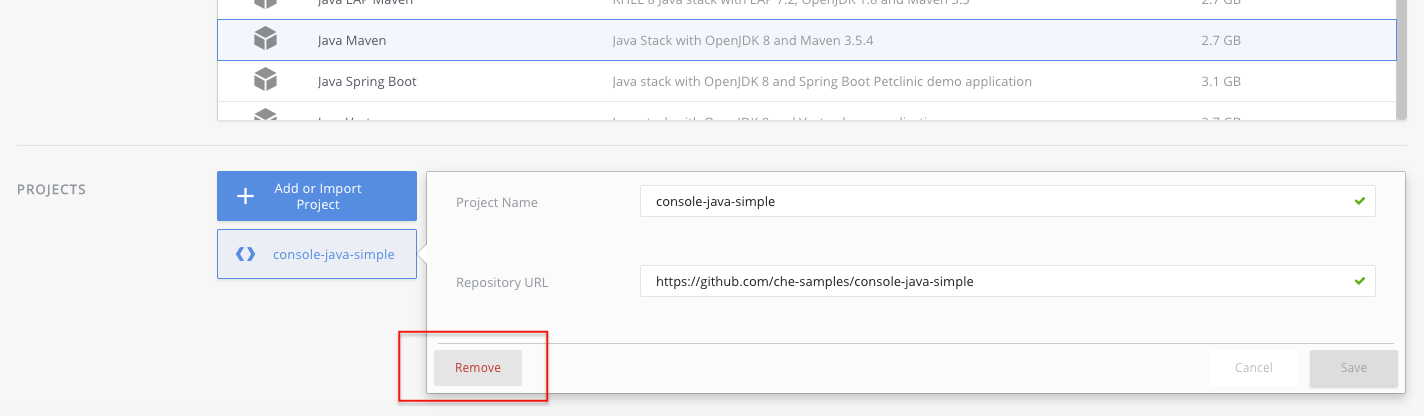 Java EAP Maven RHEL 8 Java stack with EAP 7.2, OpenJDK 1.8 and Maven 3.5 2.7 GB
Java Maven Java Stack with OpenJDK 8 and Maven 3.5.4 2.7 GB
Java Spring Boot Java stack with OpenJDK 8 and Spring Boot Petclinic demo application 3.1 GB
PROJECTS
Add or Import
Project
console-java-simple
Project Name console-java-simple
Repository URL https://github.com/che-samples/console-java-simple
Remove Cancel Save